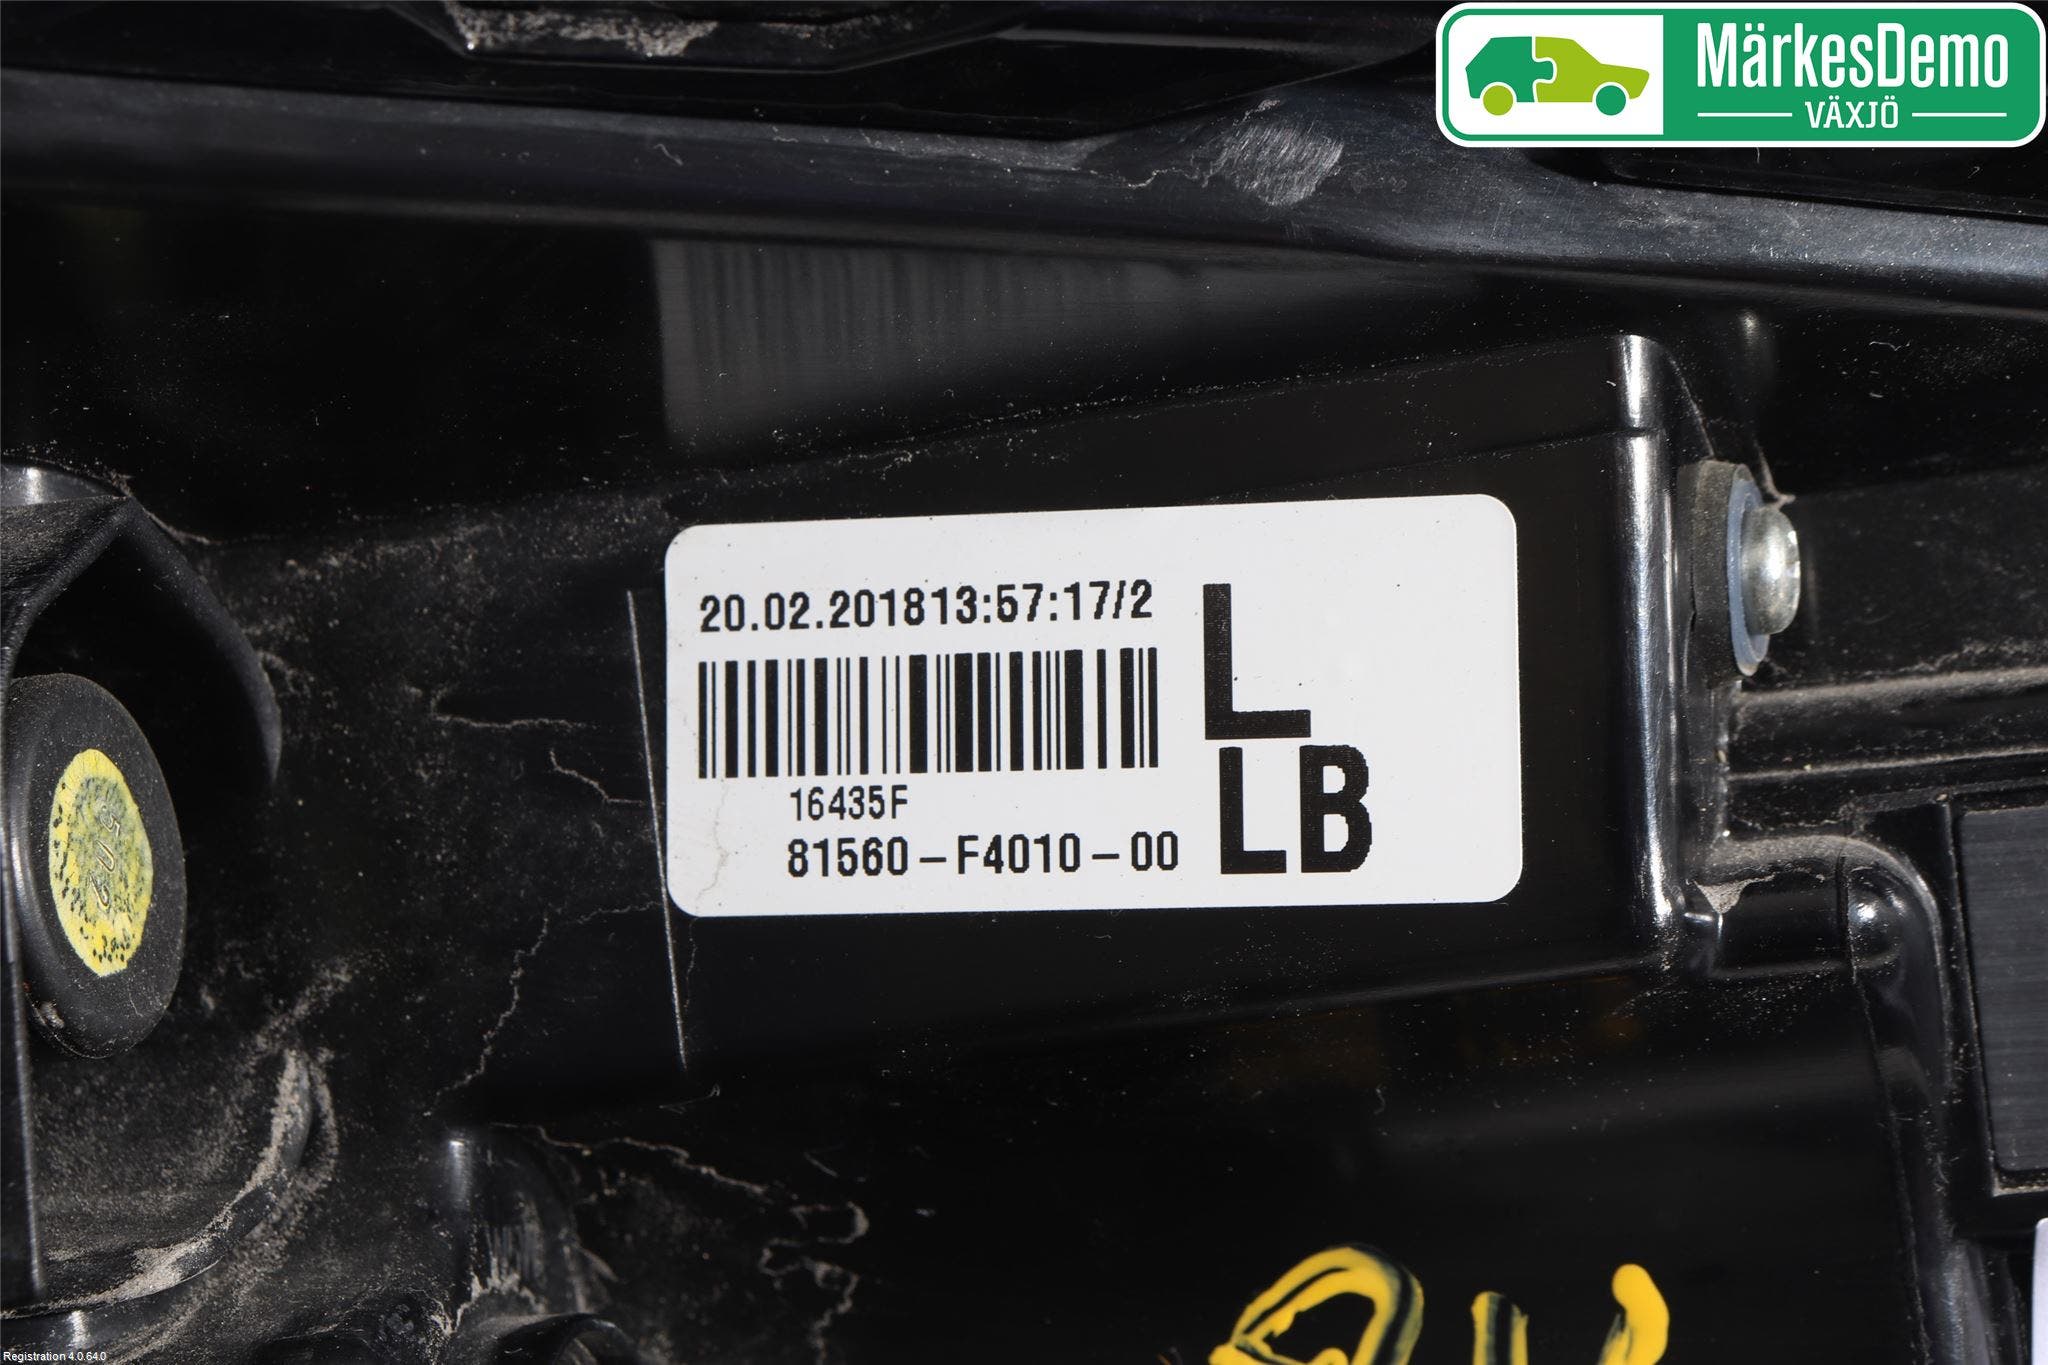 MärkesDemo
VÄXJÖ
20.02.201813:57:17/2
L
LB
16435F
81560-F4010-00
Registration 4.0.64.0